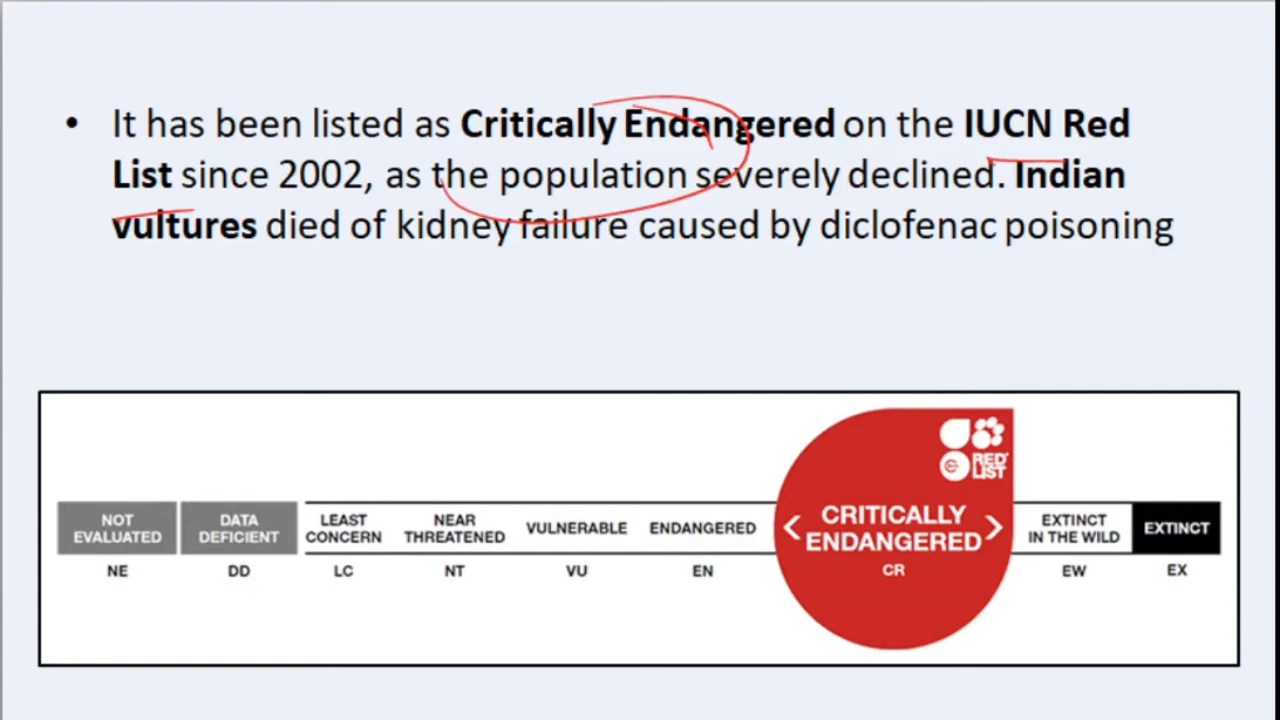 • It has been listed as Critically Endangered on the IUCN Red
List since 2002, as the population severely declined. Indian
vultures died of kidney failure caused by diclofenac poisoning
RED
LIST
NOT
EVALUATED
DATA
DEFICIENT
LEAST
CONCERN
NEAR
THREATENED
VULNERABLE
ENDANGERED
< CRITICALLY
ENDANGERED >
EXTINCT
IN THE WILD
EXTINCT
NE
DD
LC
NT
VU
EN
CR
EW
EX